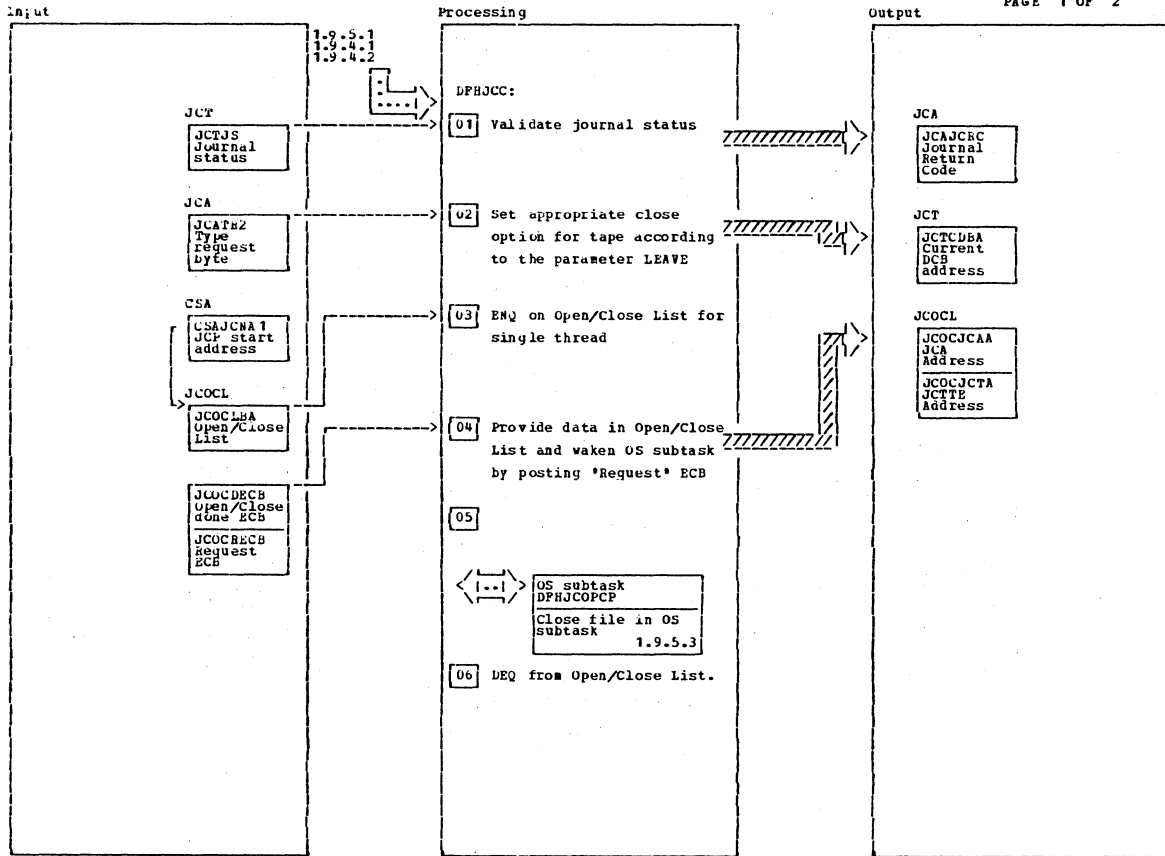 PAGE 1 OF 2
Input
Processing
Output
1.9.5.1
1.9.4.1
1.9.4.2
DFHJCC:
JCT
JCTJS
Journal
status
01 Validate journal status
JCA
JCAJCRC
Journal
Return
Code
JCA
JCATR2
Type
request
byte
02 Set appropriate close
option for tape according
to the parameter LEAVE
JCT
JCTCDBA
Current
DCB
address
CSA
CSAJCNA1
JCP start
address
03 ENQ on Open/Close List for
single thread
JCOCL
JCOCJCAA
JCA
Address
JCOCJCTA
JCTTE
Address
JCOCL
JCOCLBA
Open/Close
List
04 Provide data in Open/Close
List and waken OS subtask
by posting 'Request' ECB
JCOCDECB
Open/Close
done ECB
JCOCRECB
Request
ECB
05
OS subtask
DFHJCOPCP
Close file in OS
subtask
1.9.5.3
06 DEQ from Open/Close List.